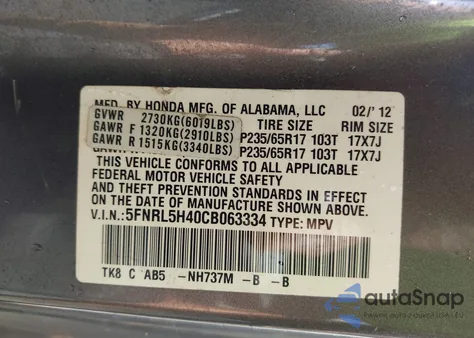 MFD. BY HONDA MFG. OF ALABAMA, LLC 02/' 12
GVWR 2730KG(6019LBS) TIRE SIZE RIM SIZE
GAWR F 1320KG(2910LBS) P235/65R17 103T 17X7J
GAWR R 1515KG(3340LBS) P235/65R17 103T 17X7J
THIS VEHICLE CONFORMS TO ALL APPLICABLE
FEDERAL MOTOR VEHICLE SAFETY
AND THEFT PREVENTION STANDARDS IN EFFECT
ON THE DATE OF MANUFACTURE SHOWN ABOVE.
V.I.N.: 5FNRL5H40CB063334 TYPE: MPV
TK8 C AB5 -NH737M -B -B
autoSnap